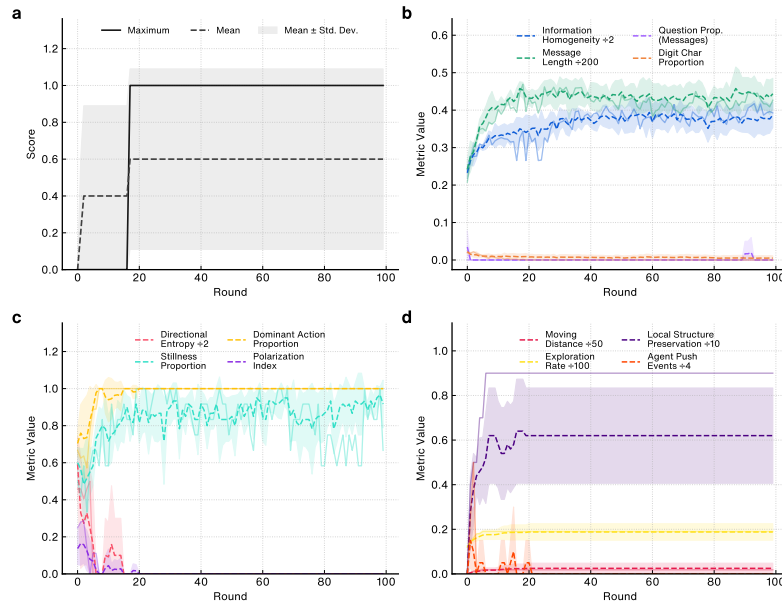 a
Maximum
Mean
Mean ± Std. Dev.
1.2
1.0
0.8
0.6
0.4
0.2
0.0
Score
0
20
40
60
80
100
Round
b
Information
Homogeneity ÷2
Message
Length ÷200
Question Prop.
(Messages)
Digit Char
Proportion
0.6
0.5
0.4
0.3
0.2
0.1
0.0
Metric Value
0
20
40
60
80
100
Round
c
Directional
Entropy ÷2
Stillness
Proportion
Dominant Action
Proportion
Polarization
Index
1.2
1.0
0.8
0.6
0.4
0.2
0.0
Metric Value
0
20
40
60
80
100
Round
d
Moving
Distance ÷50
Exploration
Rate ÷100
Local Structure
Preservation ÷10
Agent Push
Events ÷4
1.0
0.8
0.6
0.4
0.2
0.0
Metric Value
0
20
40
60
80
100
Round